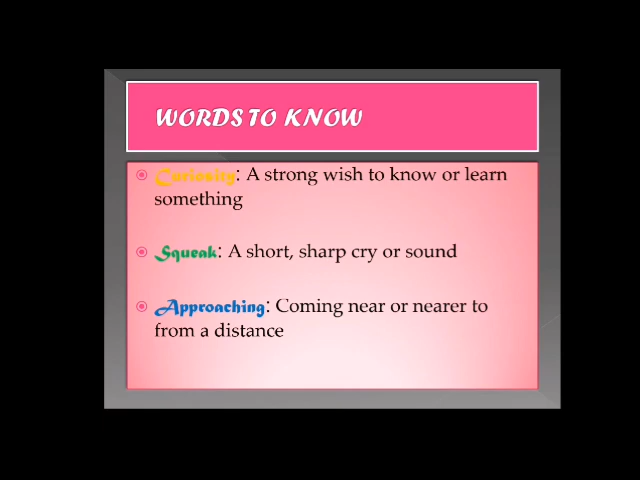 WORDS TO KNOW
Curiosity: A strong wish to know or learn
something
Squeak: A short, sharp cry or sound
Approaching: Coming near or nearer to
from a distance